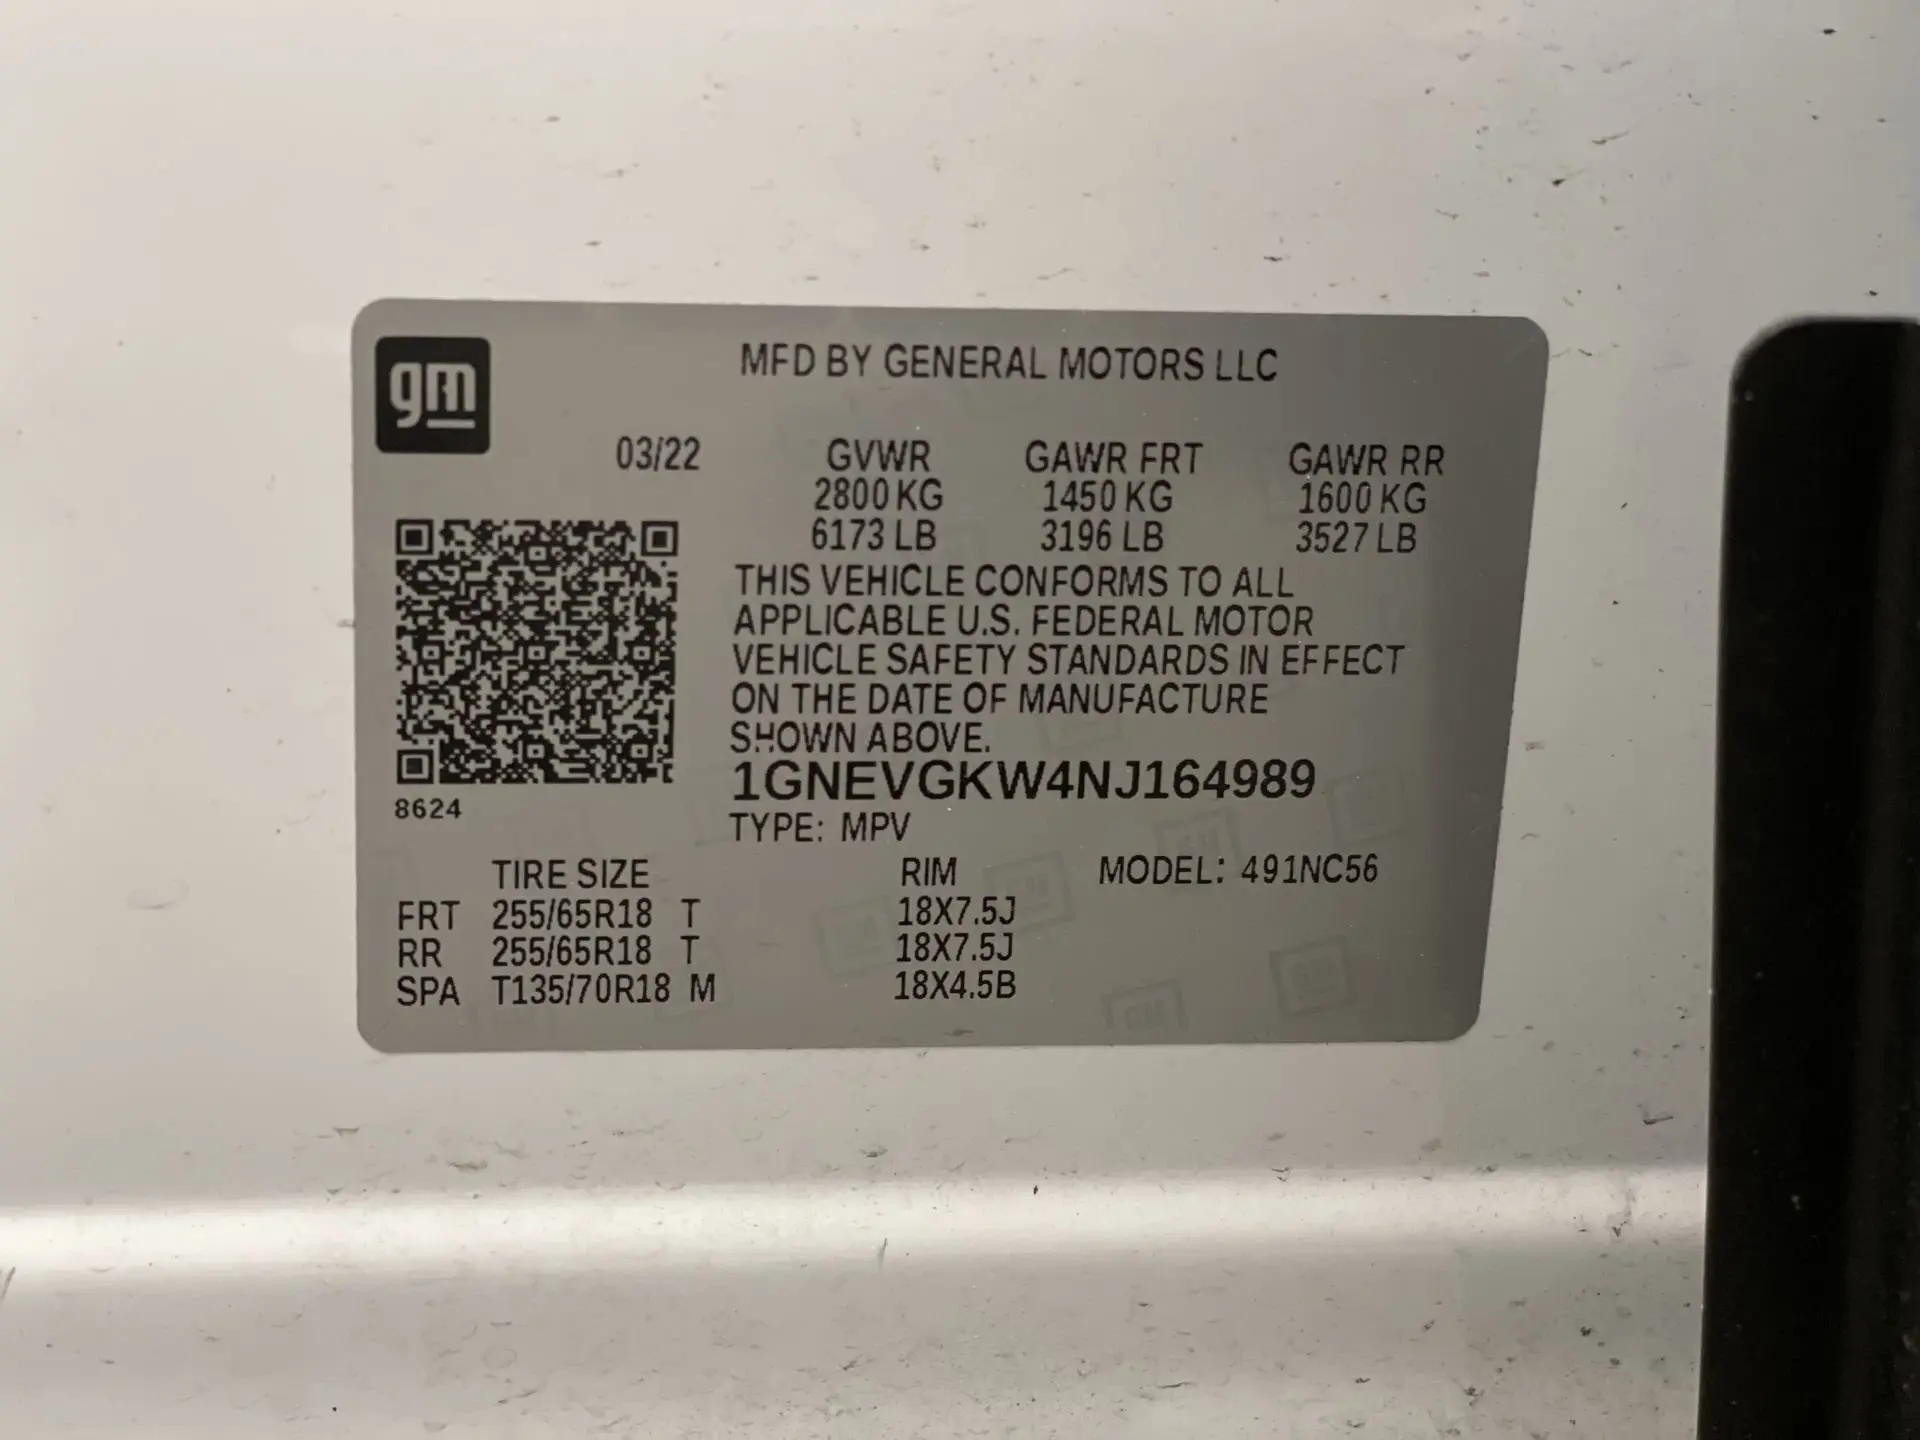 gm
MFD BY GENERAL MOTORS LLC
03/22 GVWR GAWR FRT GAWR RR
2800 KG 1450 KG 1600 KG
6173 LB 3196 LB 3527 LB
THIS VEHICLE CONFORMS TO ALL
APPLICABLE U.S. FEDERAL MOTOR
VEHICLE SAFETY STANDARDS IN EFFECT
ON THE DATE OF MANUFACTURE
SHOWN ABOVE.
1GNEVGKW4NJ164989
8624
TYPE: MPV
TIRE SIZE RIM MODEL: 491NC56
FRT 255/65R18 T 18X7.5J
RR 255/65R18 T 18X7.5J
SPA T135/70R18 M 18X4.5B